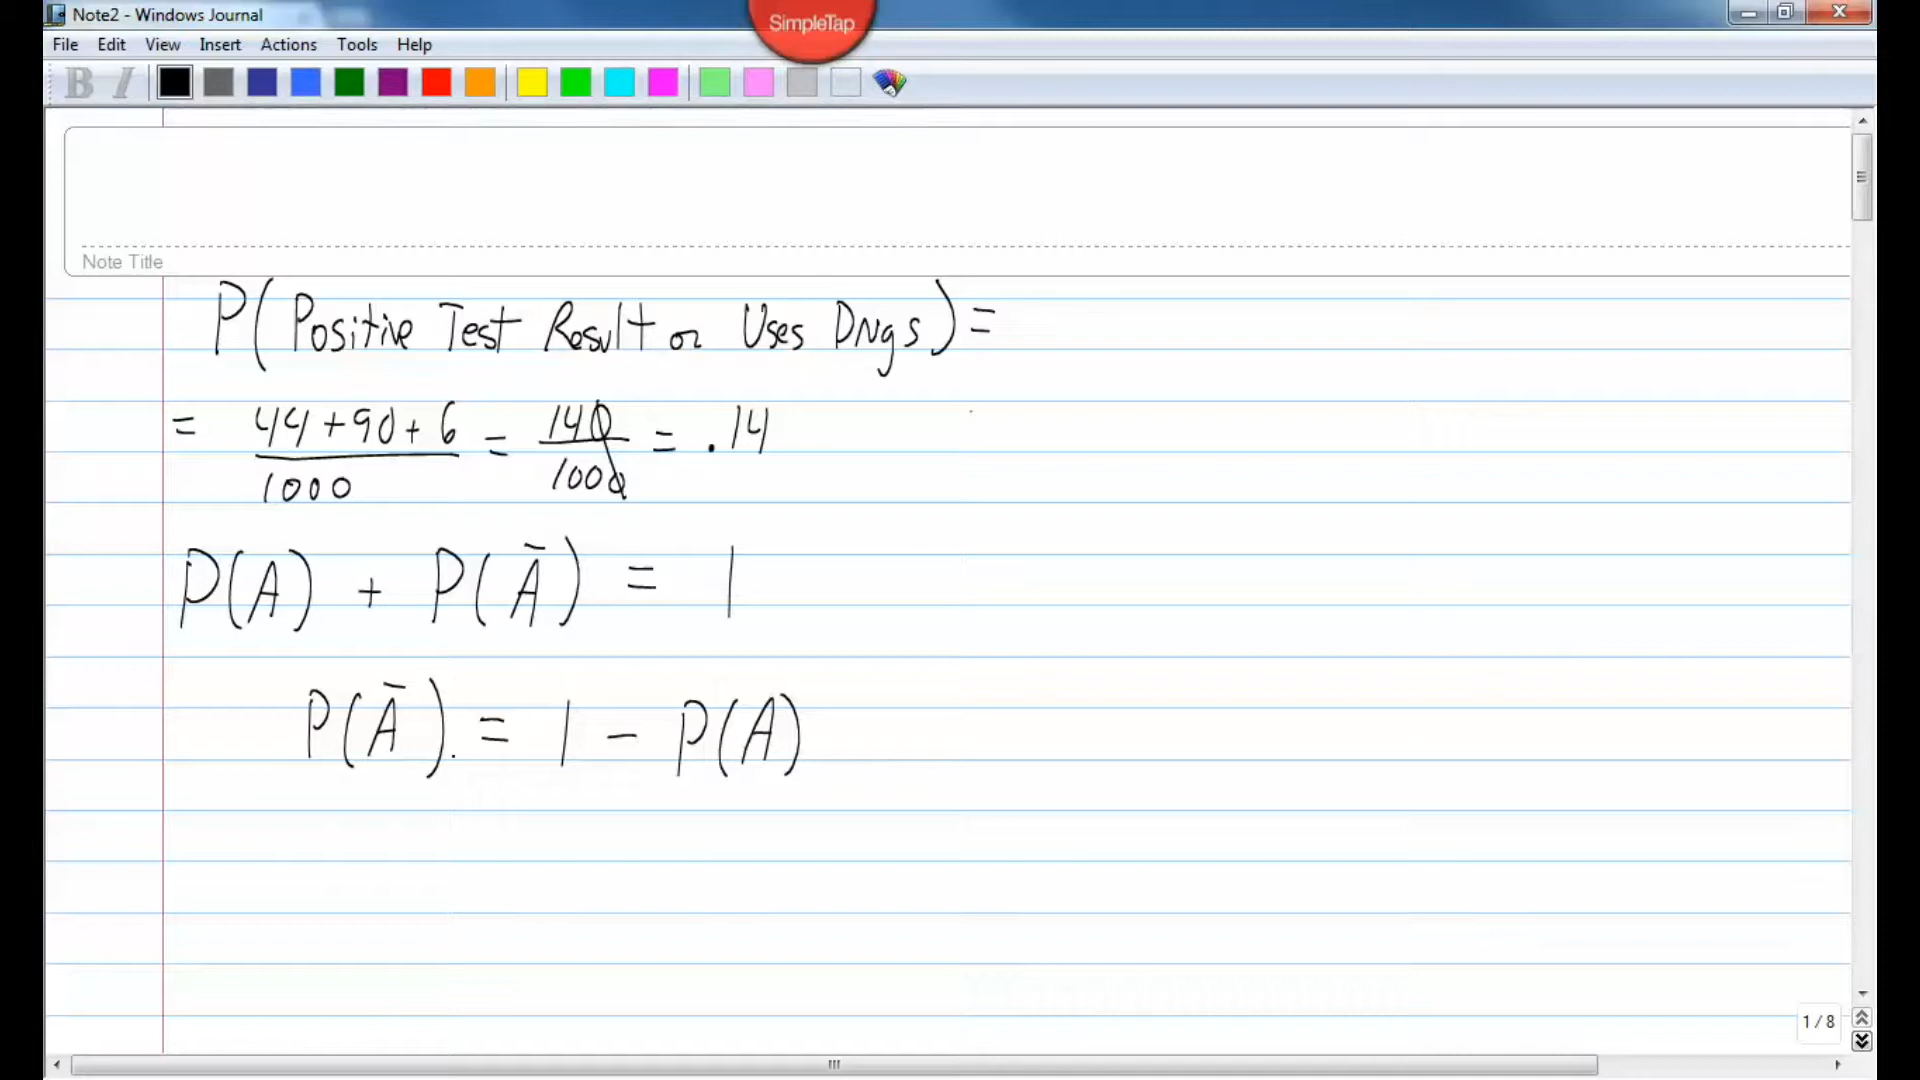 Note2 - Windows Journal
SimpleTap
File Edit View Insert Actions Tools Help
B I
Note Title
P(Positive Test Result or Uses Drugs) =
= 44+90+6/1000 = 140/1000 = .14
P(A) + P(Ā) = 1
P(Ā). = 1 - P(A)
1 / 8